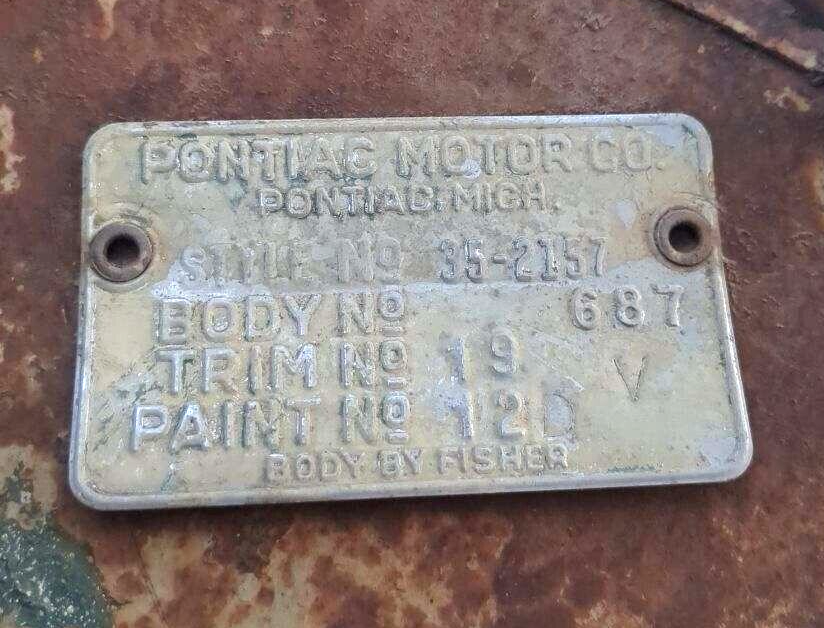 PONTIAC MOTOR CO.
PONTIAC, MICH.
STYLE Nº 35-2157
BODY Nº 687
TRIM Nº 19 V
PAINT Nº 12
BODY BY FISHER